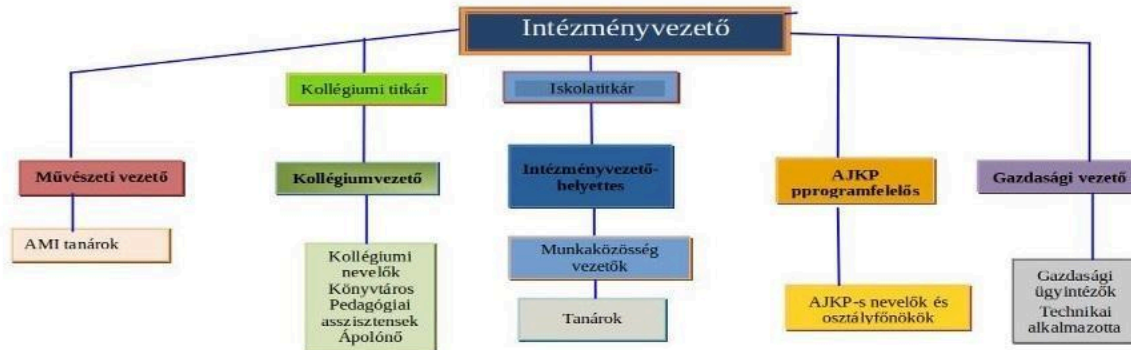 Intézményvezető
Kollégiumi titkár
Iskolatitkár
Művészeti vezető
Kollégiumvezető
Intézményvezető-
helyettes
AJKP
pprogramfelelős
Gazdasági vezető
AMI tanárok
Kollégiumi
nevelők
Könyvtáros
Pedagógiai
asszisztensek
Ápolónő
Munkaközösség
vezetők
Tanárok
AJKP-s nevelők és
osztályfőnökök
Gazdasági
ügyintézők
Technikai
alkalmazotta